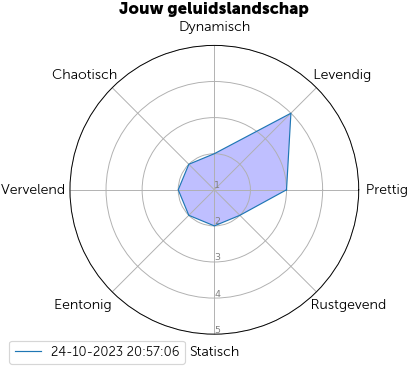 Jouw geluidslandschap
Dynamisch
Chaotisch
Levendig
Vervelend
1
Prettig
2
3
4
Eentonig
Rustgevend
5
24-10-2023 20:57:06
Statisch